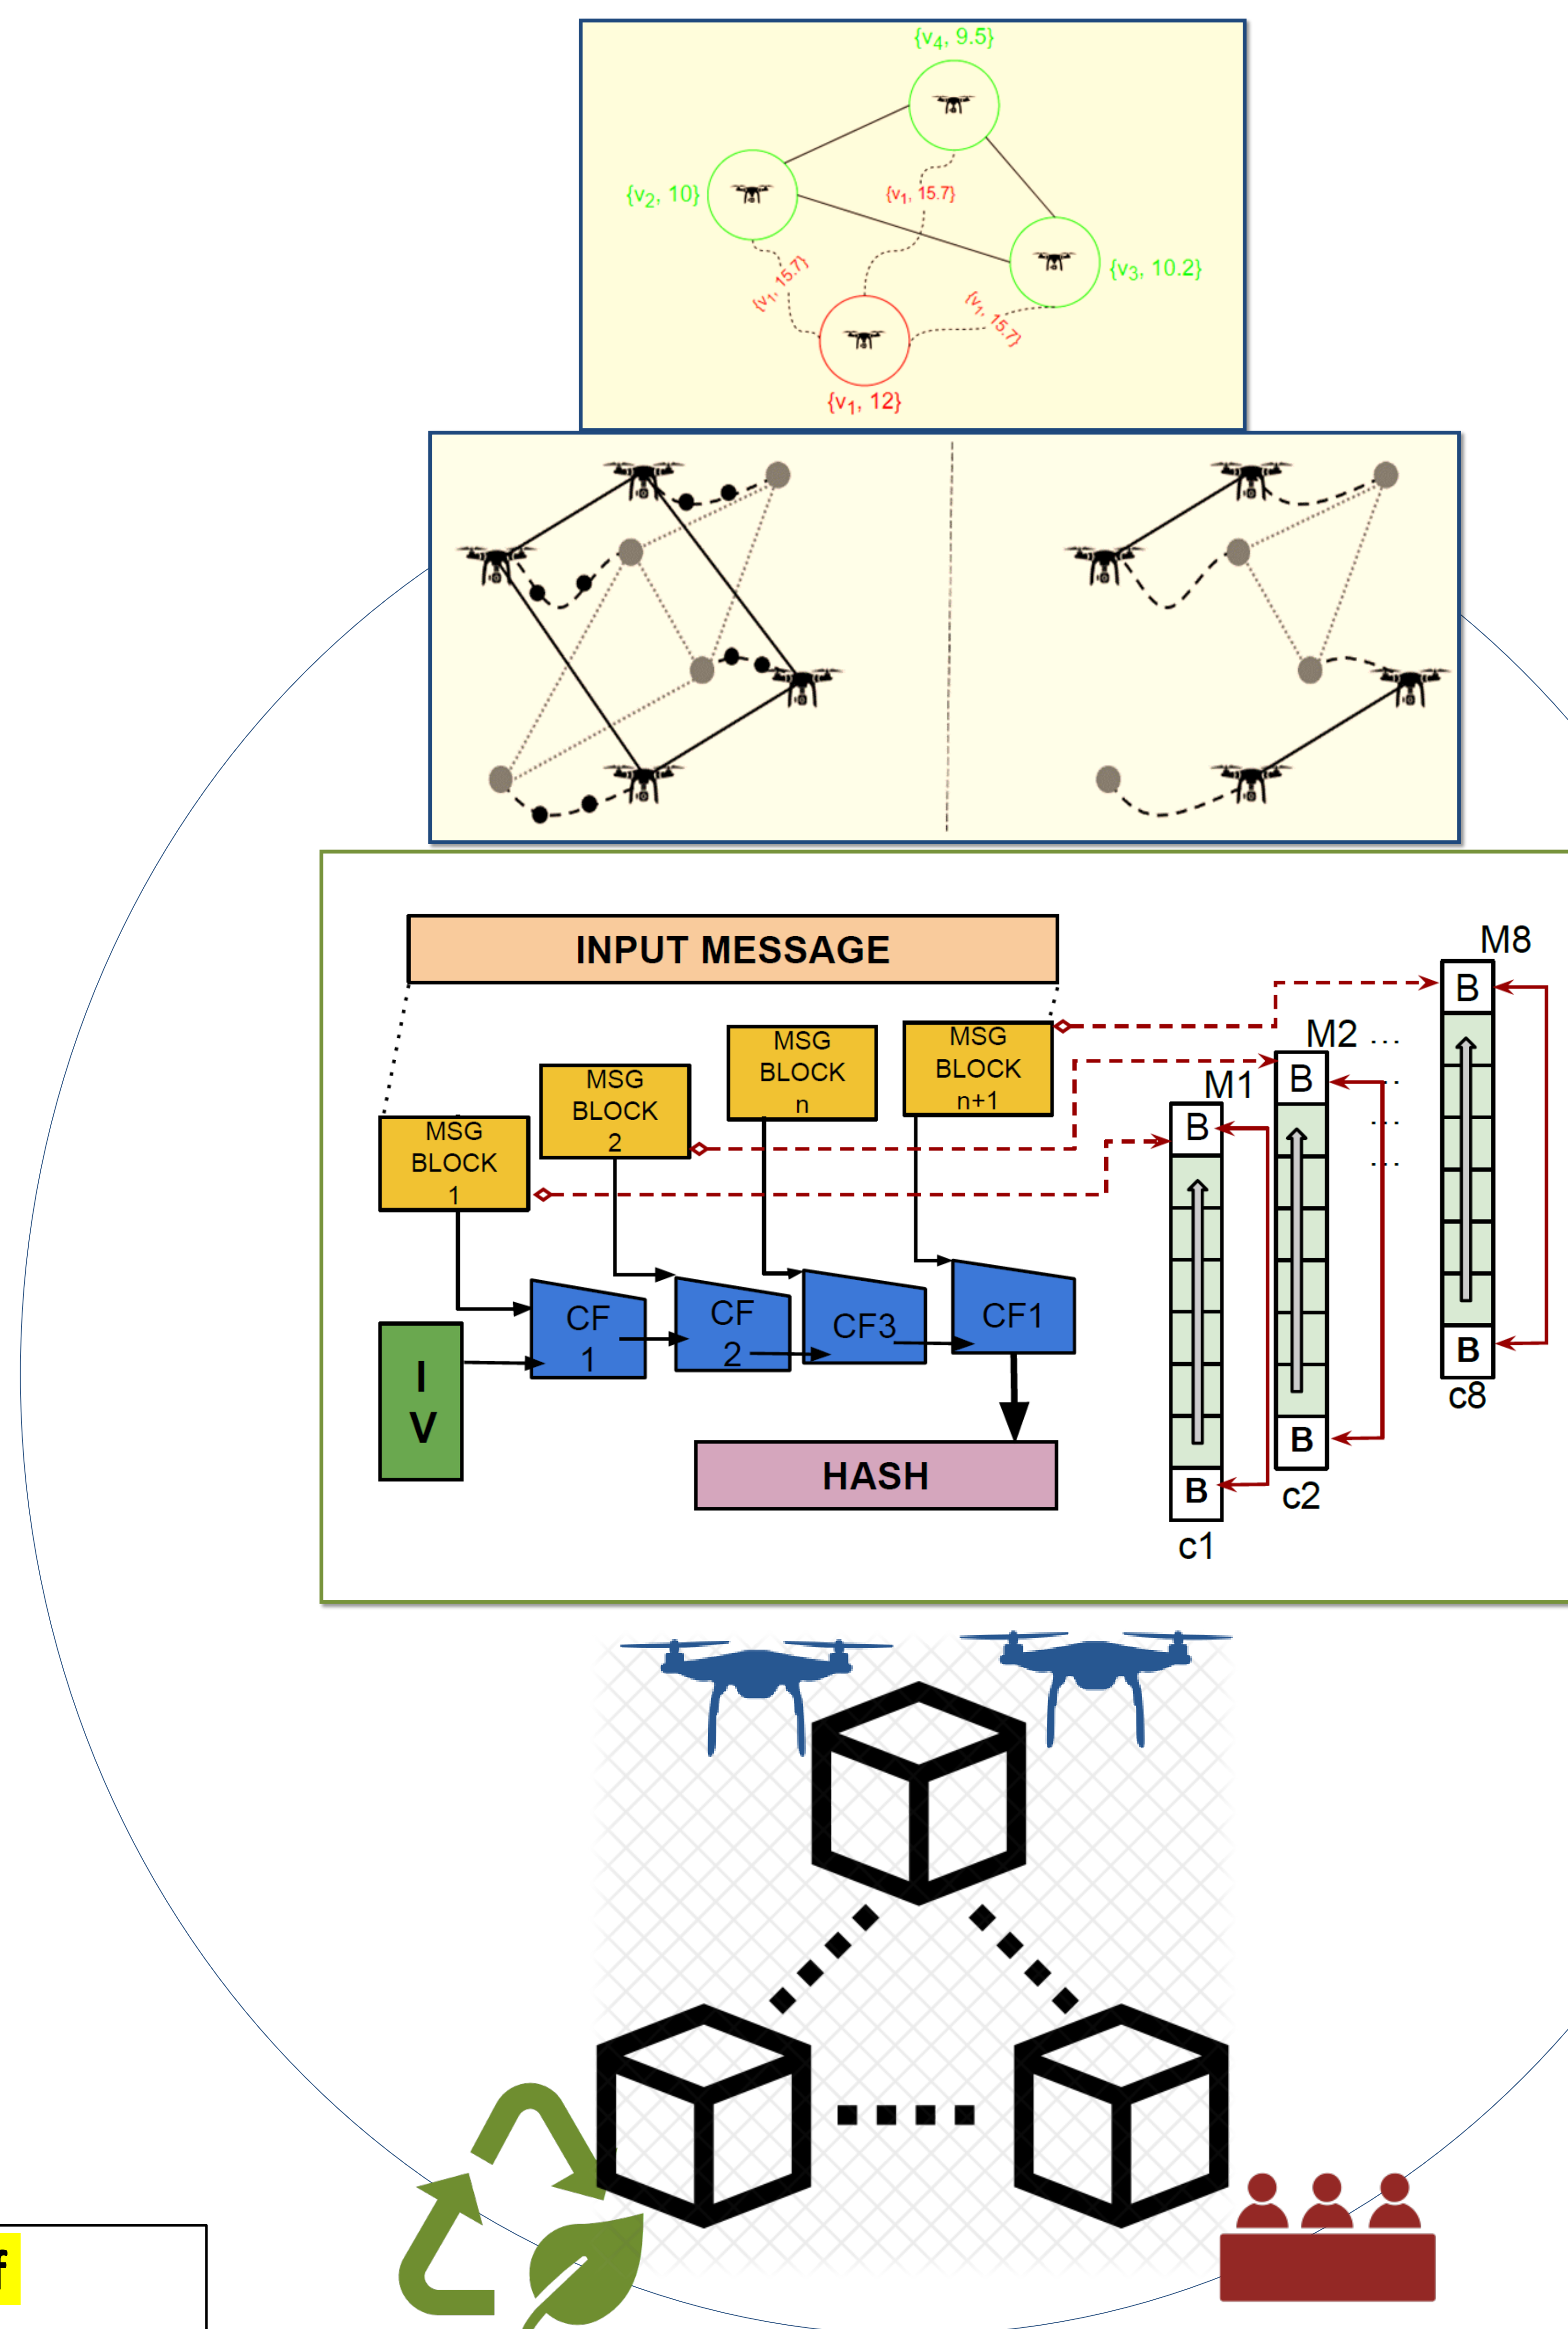 {v4, 9.5}
{v2, 10}
{v1, 15.7}
{v1, 15.7}
{v1, 15.7}
{v3, 10.2}
{v1, 12}
INPUT MESSAGE
MSG
BLOCK
1
MSG
BLOCK
2
MSG
BLOCK
n
MSG
BLOCK
n+1
I
V
CF
1
CF
2
CF3
CF1
HASH
M1
B
B
c1
M2 ...
B
...
...
...
B
c2
M8
B
B
c8
f